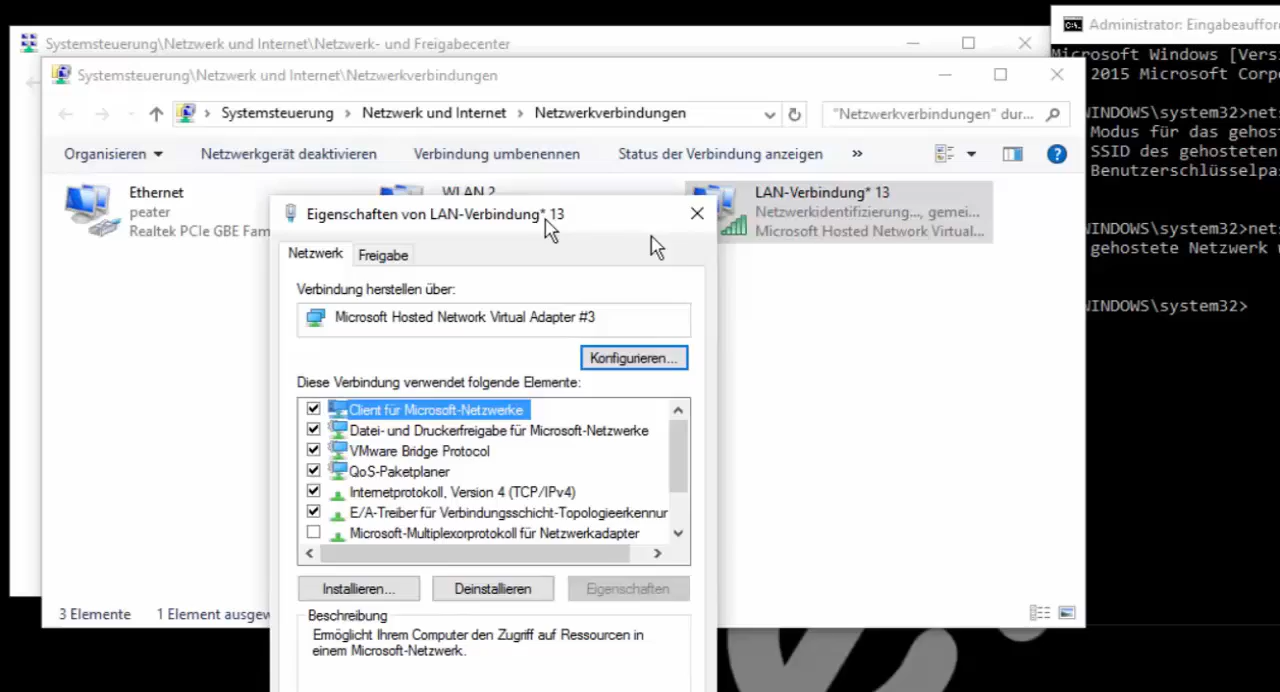 Systemsteuerung\Netzwerk und Internet\Netzwerk- und Freigabecenter
Administrator: Eingabeauffor
Systemsteuerung\Netzwerk und Internet\Netzwerkverbindungen
Systemsteuerung > Netzwerk und Internet > Netzwerkverbindungen
"Netzwerkverbindungen" dur...
Organisieren
Netzwerkgerät deaktivieren
Verbindung umbenennen
Status der Verbindung anzeigen
»
Ethernet
peater
Realtek PCIe GBE Fam
WLAN 2
LAN-Verbindung* 13
Netzwerkidentifizierung..., gemei...
Microsoft Hosted Network Virtual...
Eigenschaften von LAN-Verbindung* 13
Netzwerk
Freigabe
Verbindung herstellen über:
Microsoft Hosted Network Virtual Adapter #3
Konfigurieren...
Diese Verbindung verwendet folgende Elemente:
Client für Microsoft-Netzwerke
Datei- und Druckerfreigabe für Microsoft-Netzwerke
VMware Bridge Protocol
QoS-Paketplaner
Internetprotokoll, Version 4 (TCP/IPv4)
E/A-Treiber für Verbindungsschicht-Topologieerkennur
Microsoft-Multiplexorprotokoll für Netzwerkadapter
Installieren...
Deinstallieren
Eigenschaften
Beschreibung
Ermöglicht Ihrem Computer den Zugriff auf Ressourcen in
einem Microsoft-Netzwerk.
3 Elemente
1 Element ausgew
Microsoft Windows [Vers
2015 Microsoft Corpo
WINDOWS\system32>nets
Modus für das gehos
SSID des gehosteten
Benutzerschlüsselpa
WINDOWS\system32>nets
gehostete Netzwerk
WINDOWS\system32>